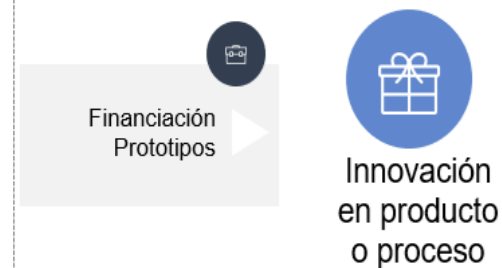 Financiación
Prototipos
Innovación
en producto
o proceso